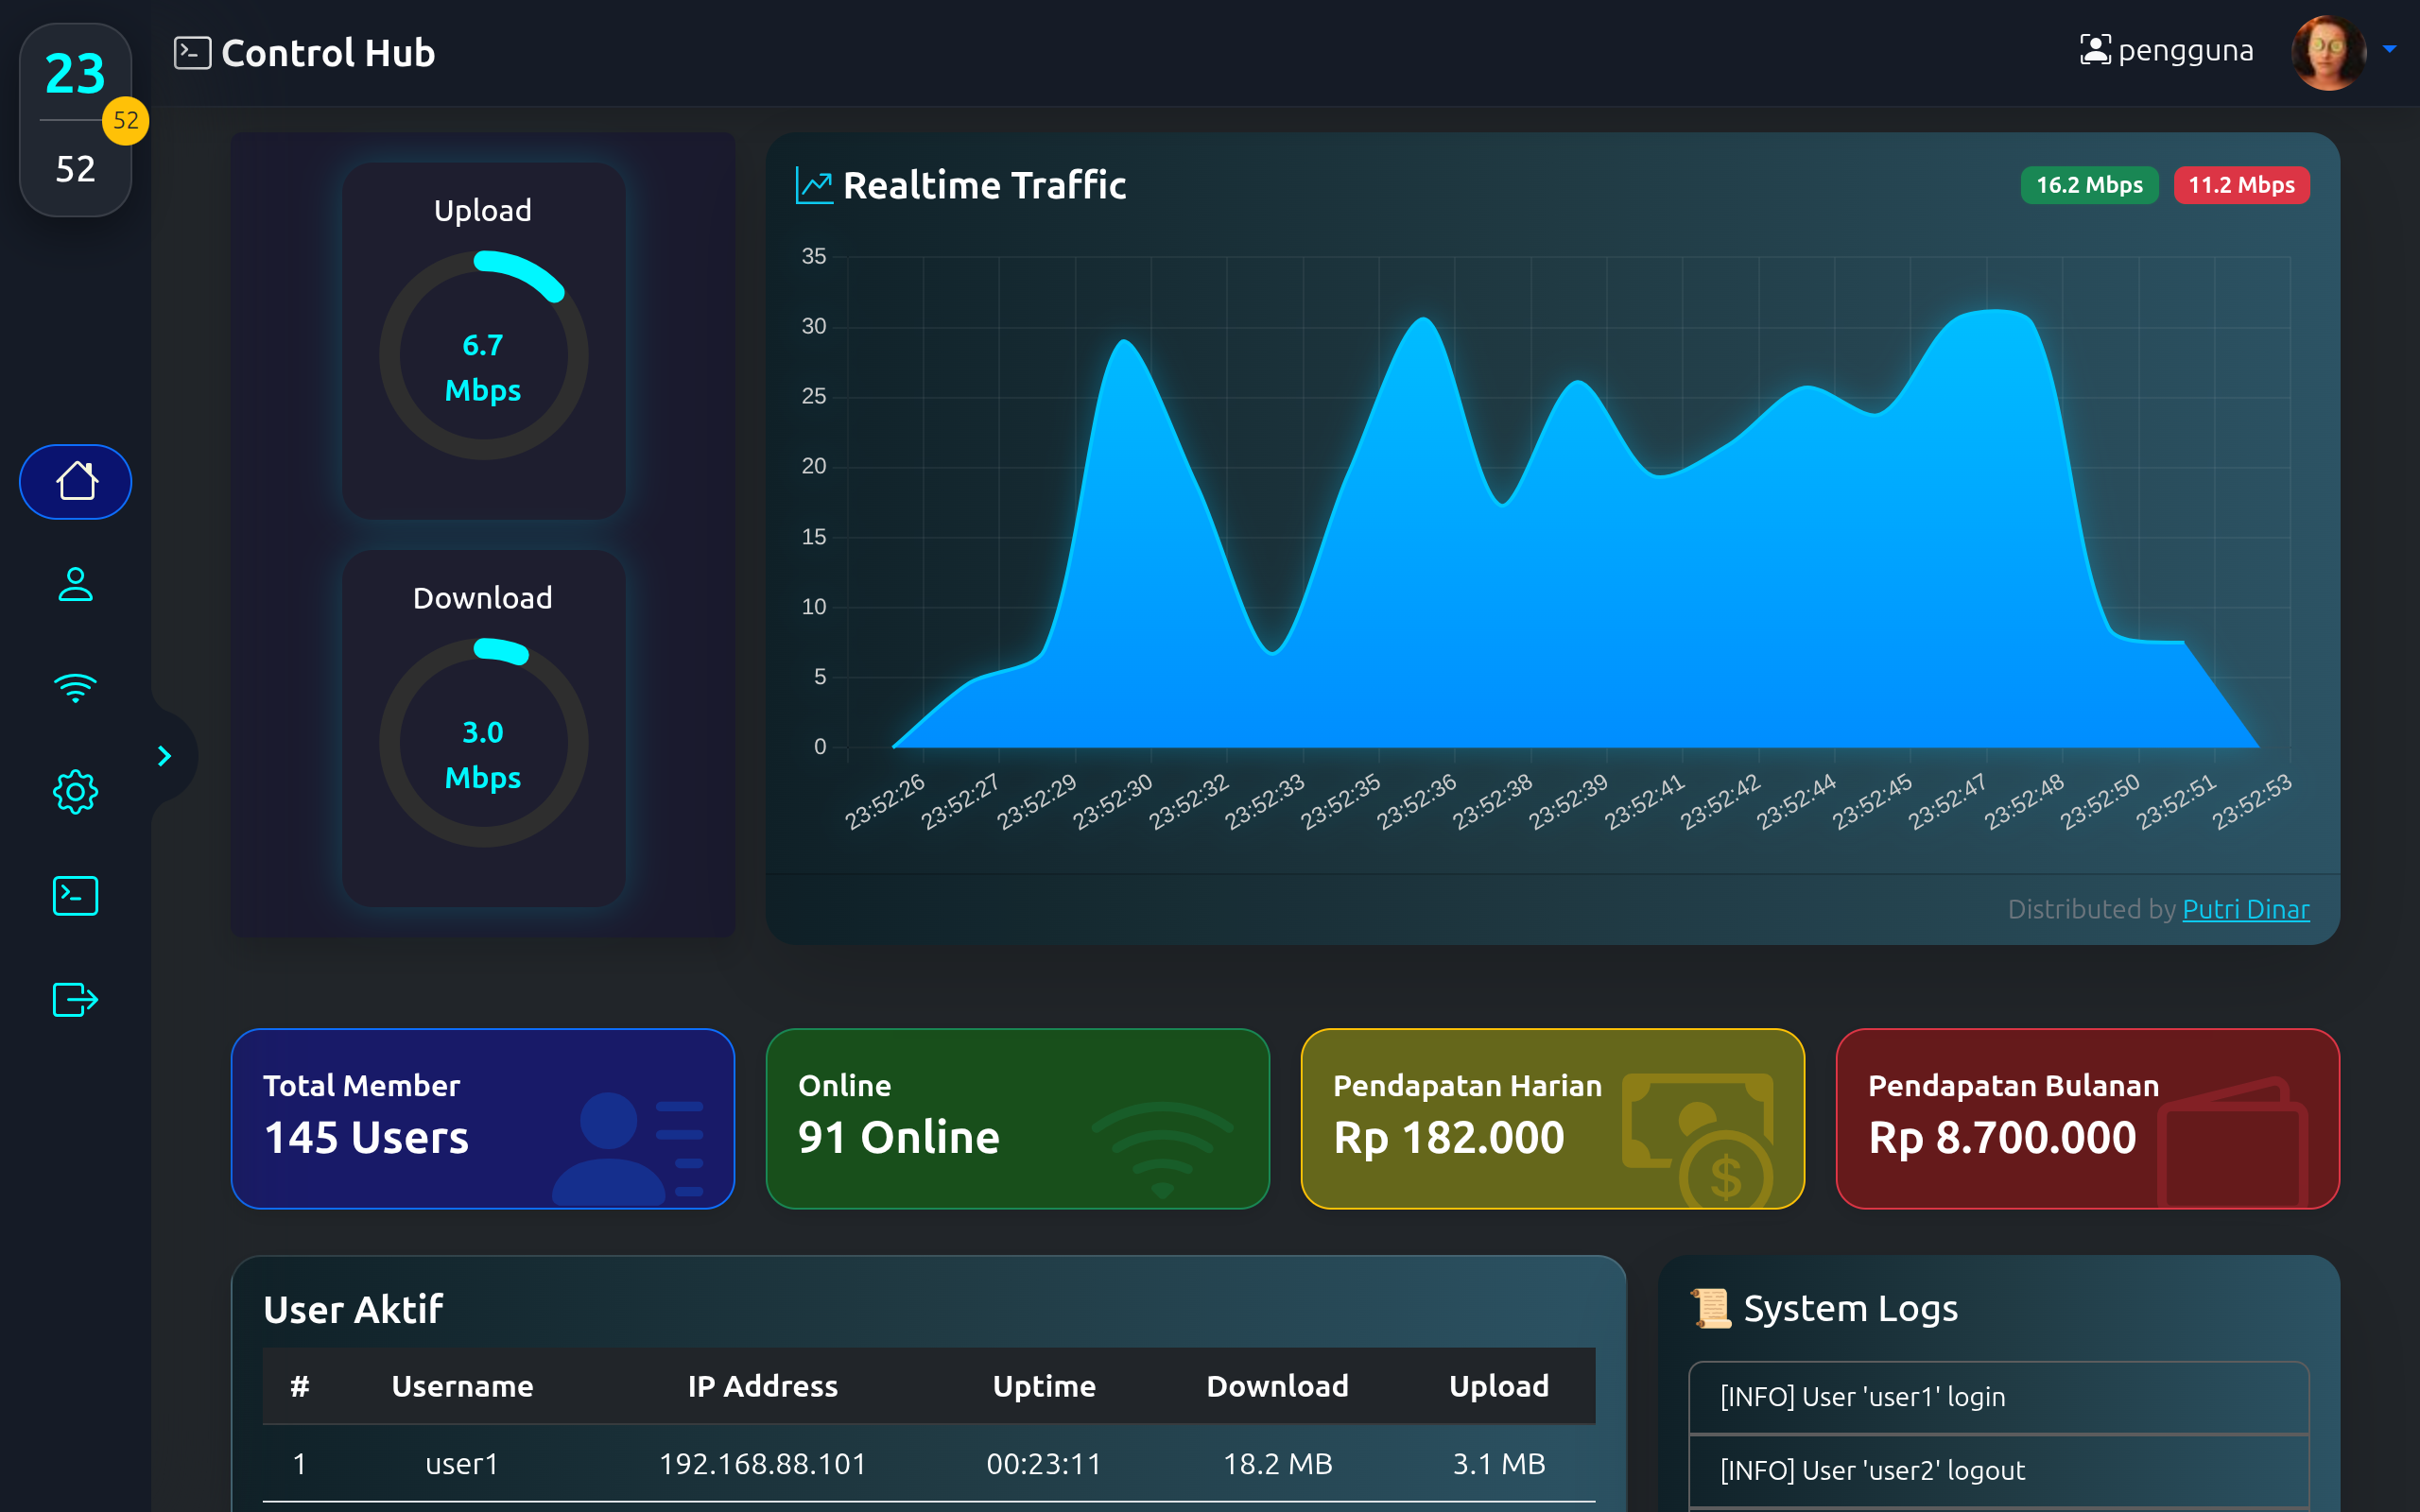 23
52
52
Control Hub
pengguna
Upload
6.7
Mbps
Download
3.0
Mbps
Realtime Traffic
16.2 Mbps
11.2 Mbps
35
30
25
20
15
10
5
0
23:52:26
23:52:27
23:52:29
23:52:30
23:52:32
23:52:33
23:52:35
23:52:36
23:52:38
23:52:39
23:52:41
23:52:42
23:52:44
23:52:45
23:52:47
23:52:48
23:52:50
23:52:51
23:52:53
Distributed by Putri Dinar
Total Member
145 Users
Online
91 Online
Pendapatan Harian
Rp 182.000
$
Pendapatan Bulanan
Rp 8.700.000
User Aktif
# Username IP Address Uptime Download Upload
1 user1 192.168.88.101 00:23:11 18.2 MB 3.1 MB
System Logs
[INFO] User 'user1' login
[INFO] User 'user2' logout